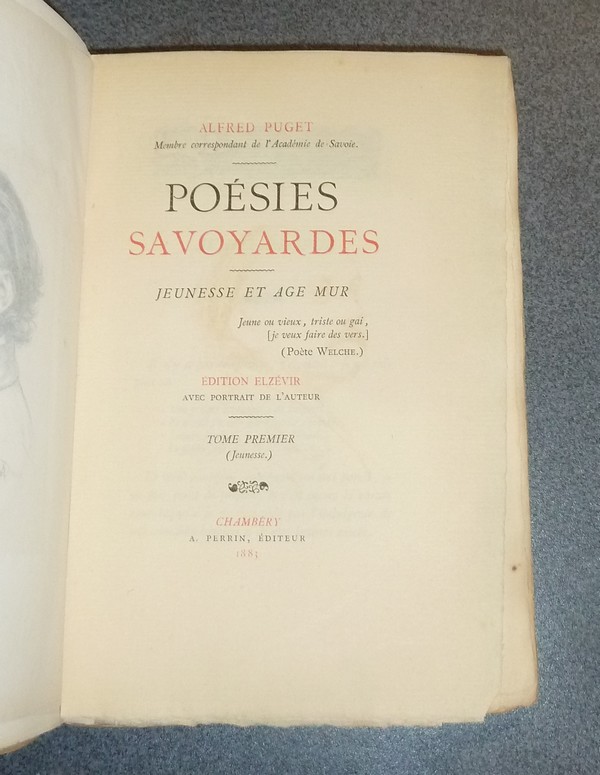 ALFRED PUGET
Membre correspondant de l'Académie de Savoie.
POÉSIES
SAVOYARDES
JEUNESSE ET AGE MUR
Jeune ou vieux, triste ou gai,
[je veux faire des vers.]
(Poète WELCHE.)
EDITION ELZÉVIR
AVEC PORTRAIT DE L'AUTEUR
TOME PREMIER
(Jeunesse.)
CHAMBÉRY
A. PERRIN, ÉDITEUR
1883